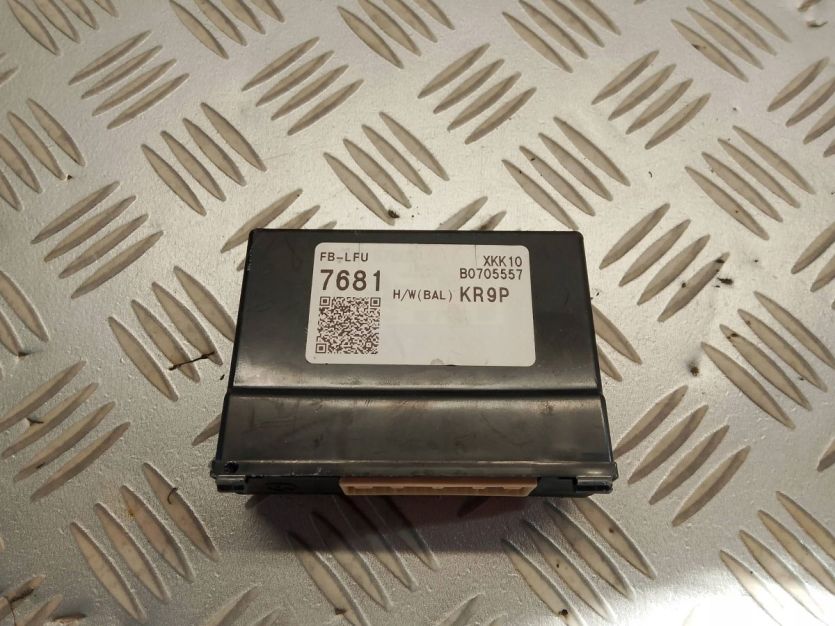 FB-LFU XKK10
7681 B0705557
H/W(BAL) KR9P